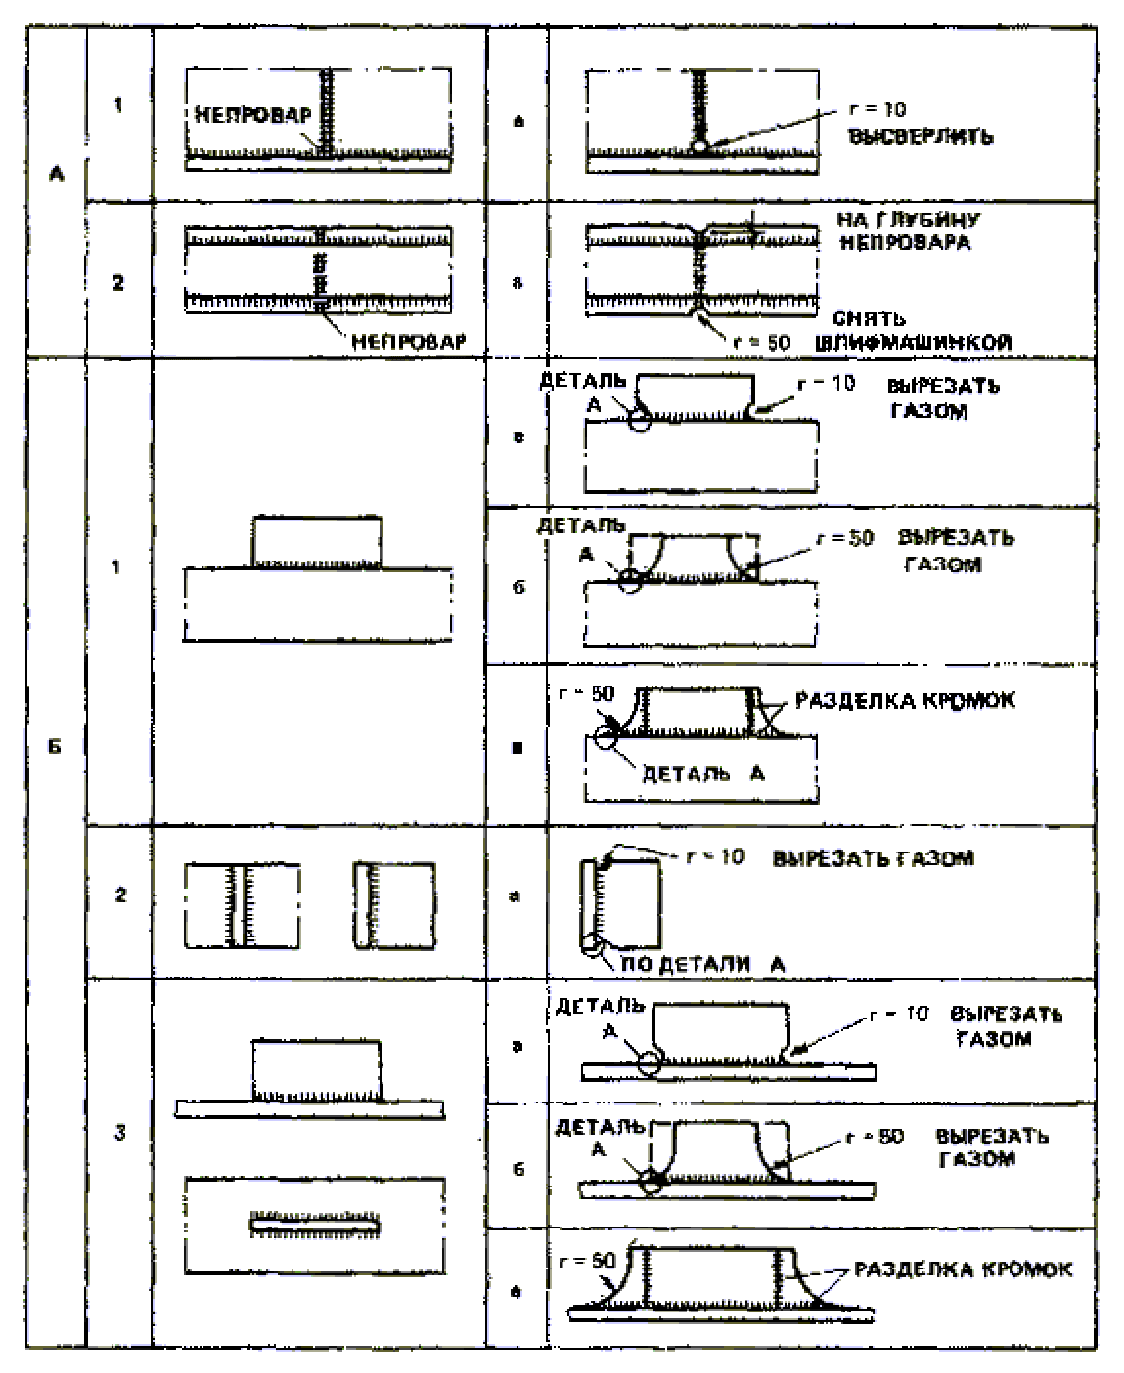 А
1
НЕПРОВАР
а
r = 10
ВЫСВЕРЛИТЬ
2
НЕПРОВАР
а
НА ГЛУБИНУ
НЕПРОВАРА
СНЯТЬ
r = 50 ШЛИФМАШИНКОЙ
Б
1
ДЕТАЛЬ
А
r = 10 ВЫРЕЗАТЬ
ГАЗОМ
б
ДЕТАЛЬ
А
r = 50 ВЫРЕЗАТЬ
ГАЗОМ
в
r = 50
РАЗДЕЛКА КРОМОК
ДЕТАЛЬ А
2
а
r = 10 ВЫРЕЗАТЬ ГАЗОМ
ПО ДЕТАЛИ А
3
ДЕТАЛЬ
А
r = 10 ВЫРЕЗАТЬ
ГАЗОМ
б
ДЕТАЛЬ
А
r = 50 ВЫРЕЗАТЬ
ГАЗОМ
r = 50
РАЗДЕЛКА КРОМОК